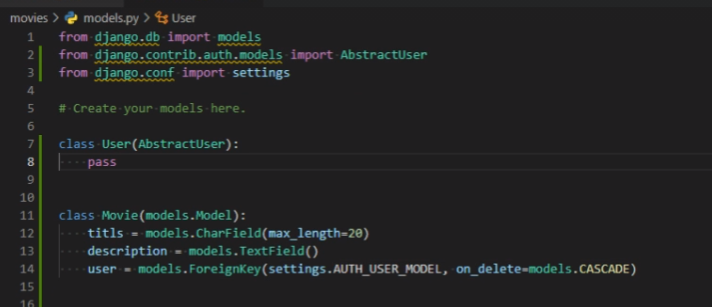 movies > models.py > User
1 from django.db import models
2 from django.contrib.auth.models import AbstractUser
3 from django.conf import settings
4
5 # Create your models here.
6
7 class User(AbstractUser):
8     pass
9
10
11 class Movie(models.Model):
12     titls = models.CharField(max_length=20)
13     description = models.TextField()
14     user = models.ForeignKey(settings.AUTH_USER_MODEL, on_delete=models.CASCADE)
15
16